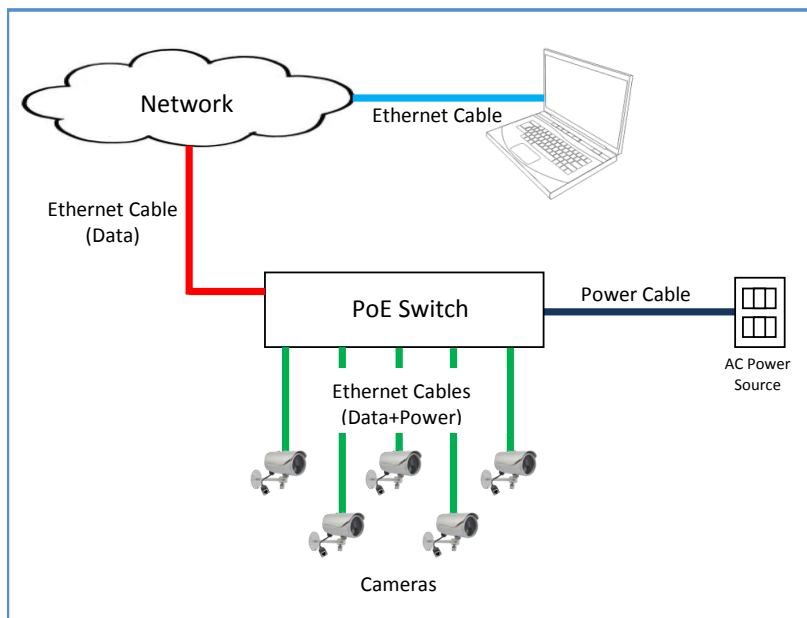 Network
Ethernet Cable
Ethernet Cable
(Data)
PoE Switch
Power Cable
AC Power
Source
Ethernet Cables
(Data+Power)
Cameras